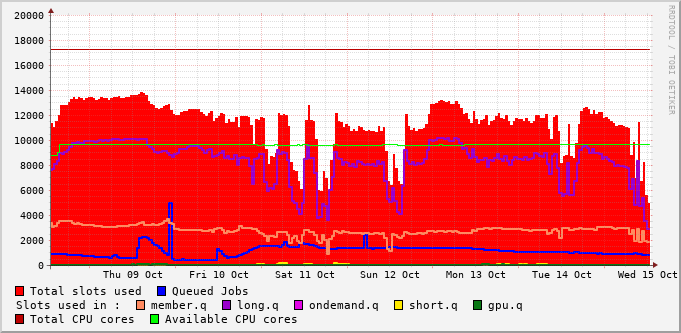 RRDTOOL / TOBI OETIKER
20000
18000
16000
14000
12000
10000
8000
6000
4000
2000
0
Thu 09 Oct Fri 10 Oct Sat 11 Oct Sun 12 Oct Mon 13 Oct Tue 14 Oct Wed 15 Oct
Total slots used Queued Jobs
Slots used in : member.q long.q ondemand.q short.q gpu.q
Total CPU cores Available CPU cores